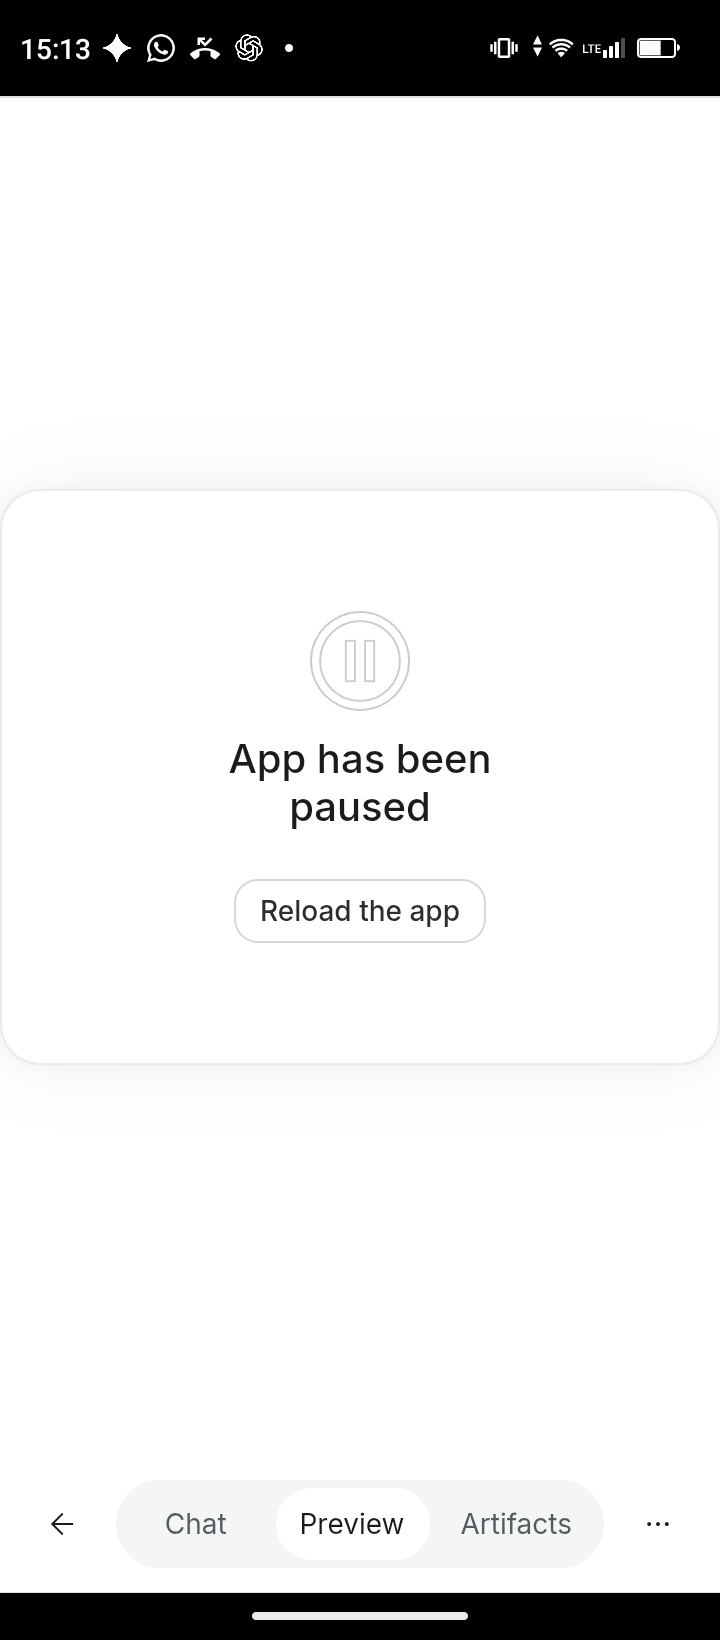 15:13
LTE
App has been
paused
Reload the app
Chat
Preview
Artifacts